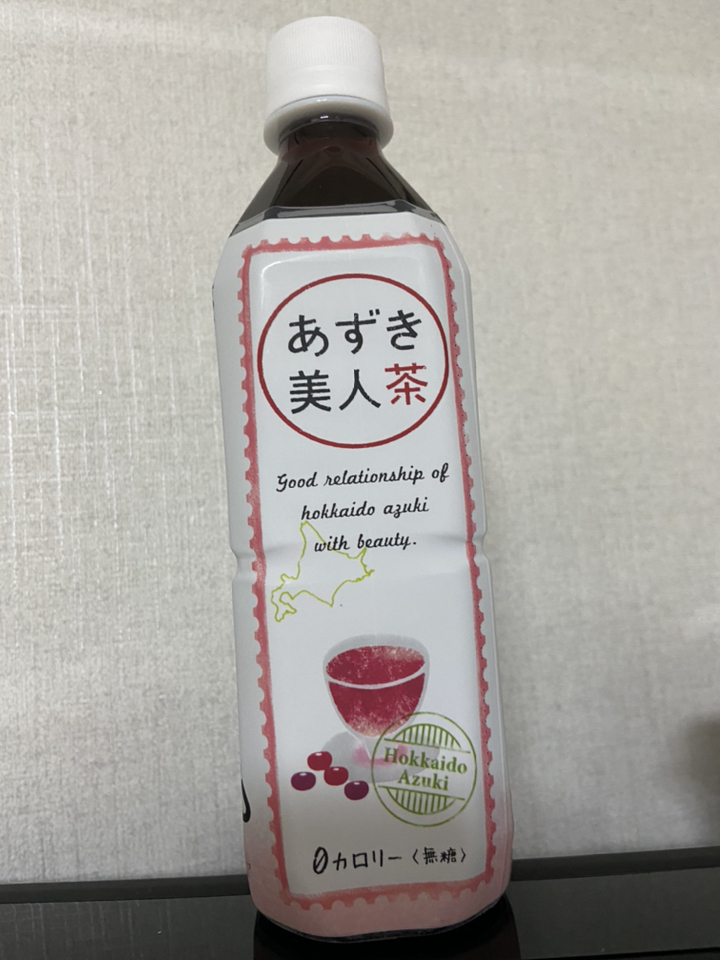 あずき
美人茶
Good relationship of
hokkaido azuki
with beauty.
Hokkaido
Azuki
0カロリー〈無糖〉